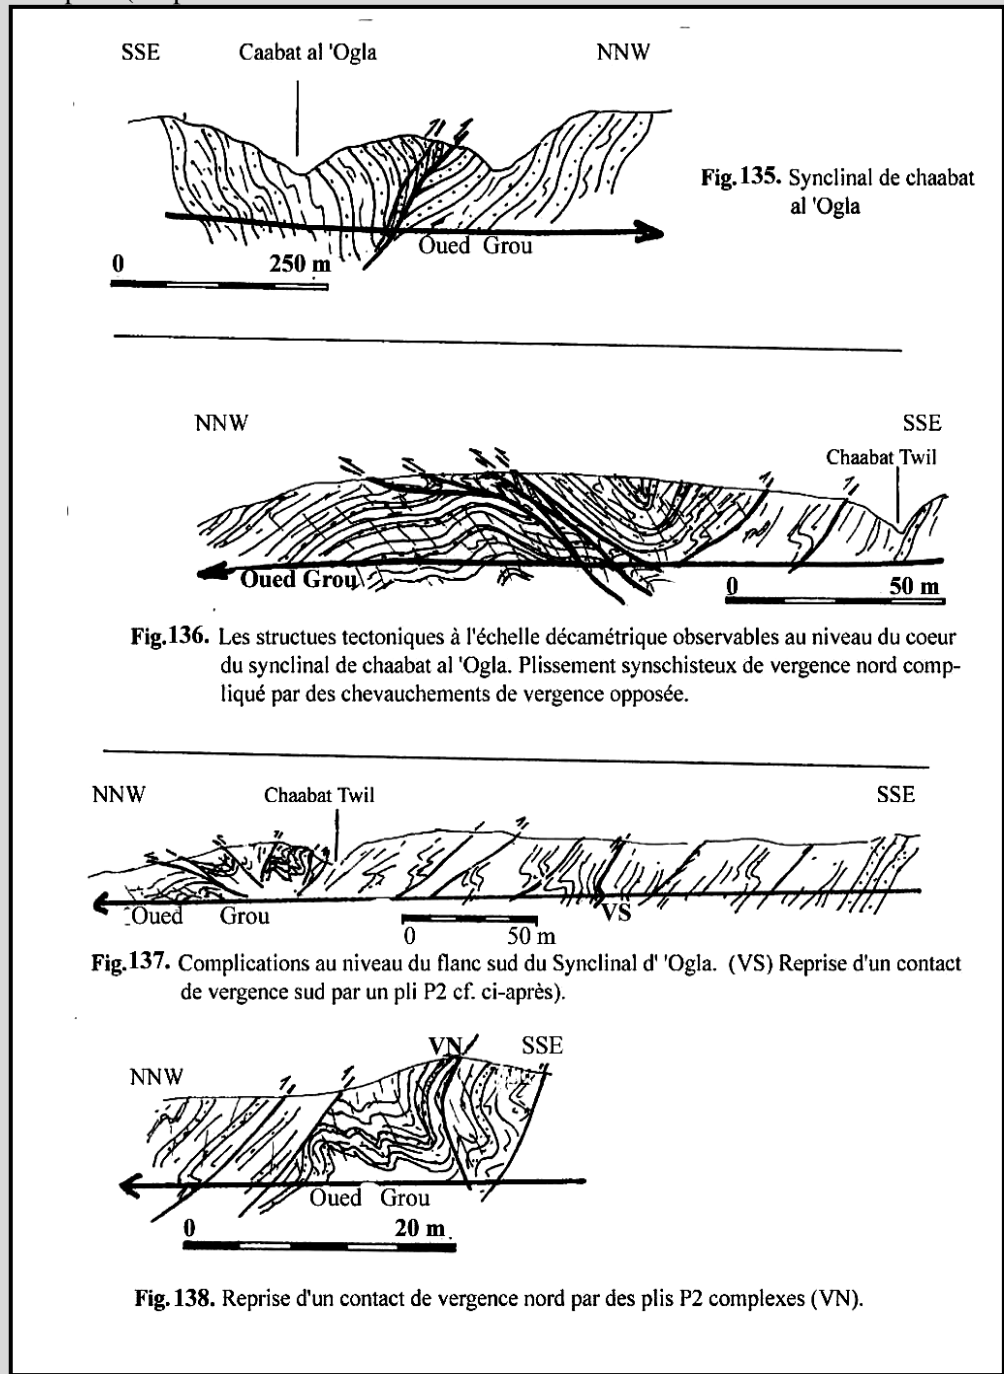 SSE Caabat al 'Ogla NNW
Fig.135. Synclinal de chaabat
al 'Ogla
Oued Grou
0 250 m
NNW SSE
Chaabat Twil
Oued Grou
0 50 m
Fig.136. Les structues tectoniques à l'échelle décamétrique observables au niveau du coeur
du synclinal de chaabat al 'Ogla. Plissement synschisteux de vergence nord comp-
liqué par des chevauchements de vergence opposée.
NNW Chaabat Twil SSE
Oued Grou VS
0 50 m
Fig.137. Complications au niveau du flanc sud du Synclinal d' 'Ogla. (VS) Reprise d'un contact
de vergence sud par un pli P2 cf. ci-après).
VN SSE
NNW
Oued Grou
0 20 m
Fig.138. Reprise d'un contact de vergence nord par des plis P2 complexes (VN).